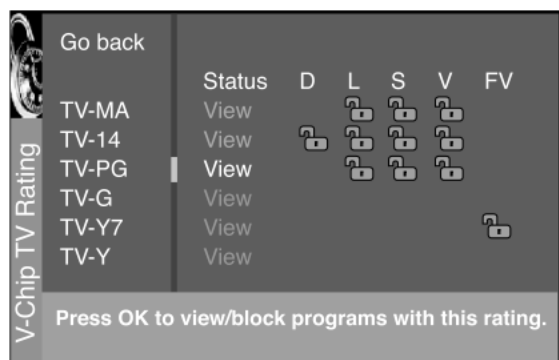 Go back
Status D L S V FV
TV-MA View
TV-14 View
TV-PG View
TV-G View
TV-Y7 View
TV-Y View
V-Chip TV Rating
Press OK to view/block programs with this rating.